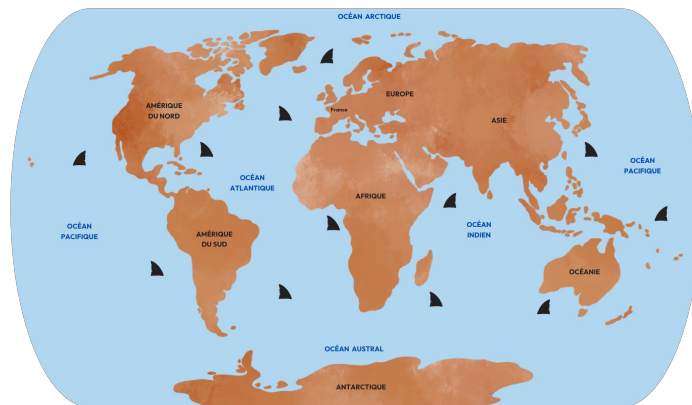 OCÉAN ARCTIQUE
EUROPE
AMÉRIQUE
DU NORD
France
ASIE
OCÉAN
PACIFIQUE
OCÉAN
ATLANTIQUE
AFRIQUE
OCÉAN
PACIFIQUE
AMÉRIQUE
DU SUD
OCÉAN
INDIEN
OCÉANIE
OCÉAN AUSTRAL
ANTARCTIQUE